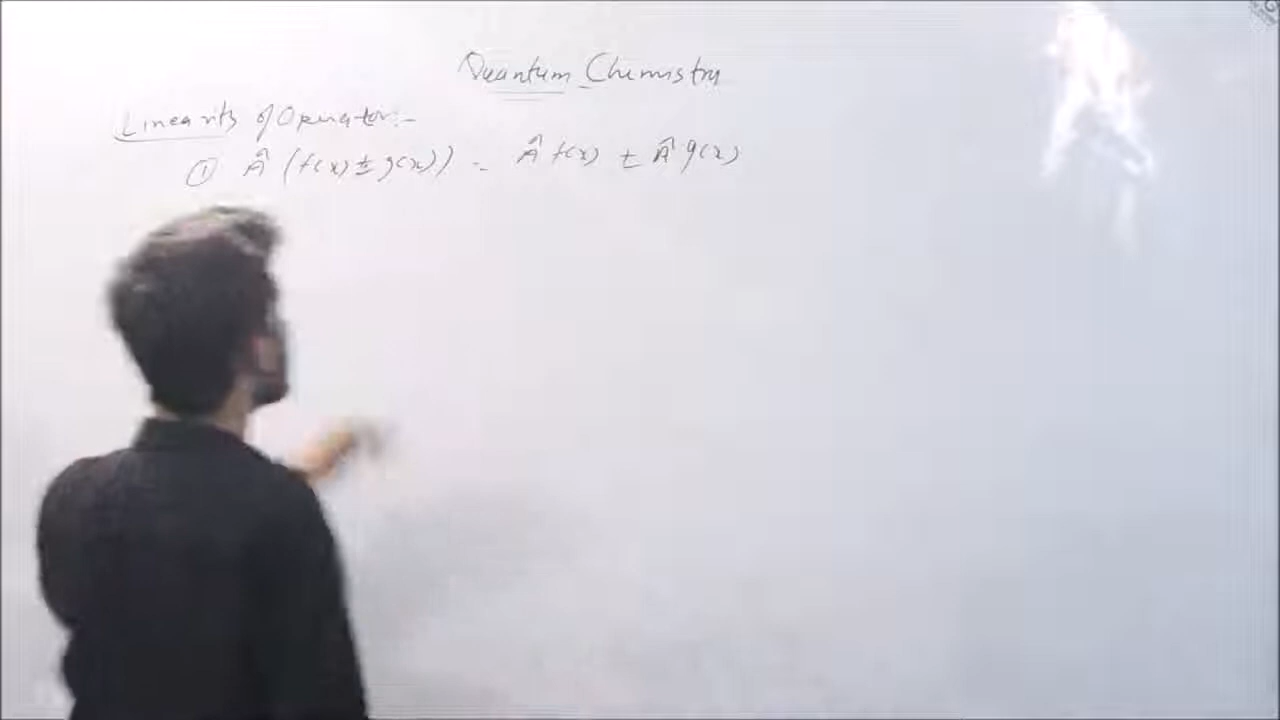 Quantum Chemistry
Linearity of Operator:-
① Â (f(x) ± g(x)) = Â f(x) ± Â g(x)